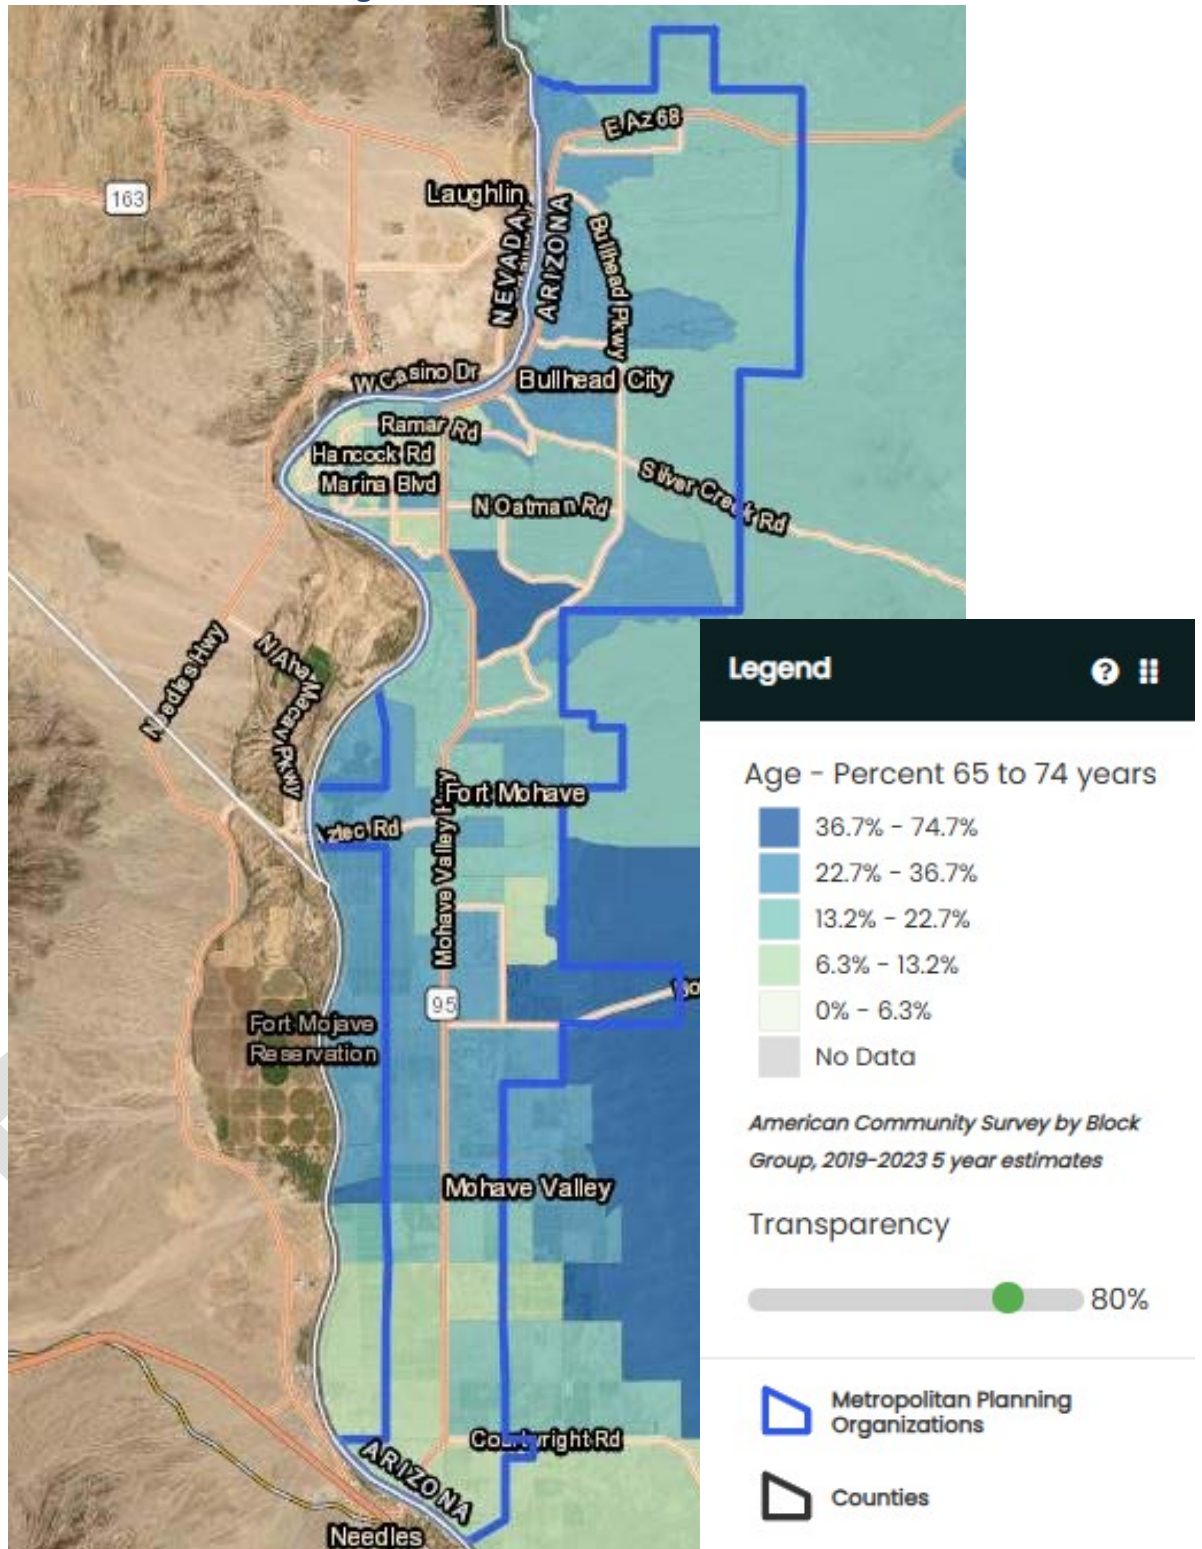 E Az 68
163
Laughlin
NEVADA
ARIZONA
Bullhead Pkwy
W Casino Dr
Bullhead City
Ramar Rd
Hancock Rd
Marina Blvd
Silver Creek Rd
N Oatman Rd
Needles Hwy
N Aha Macav Pkwy
Fort Mohave
Aztec Rd
Mohave Valley Hwy
95
Fort Mojave
Reservation
Mohave Valley
Courtwright Rd
ARIZONA
Needles
Legend
?
Age - Percent 65 to 74 years
36.7% - 74.7%
22.7% - 36.7%
13.2% - 22.7%
6.3% - 13.2%
0% - 6.3%
No Data
American Community Survey by Block
Group, 2019-2023 5 year estimates
Transparency
80%
Metropolitan Planning
Organizations
Counties